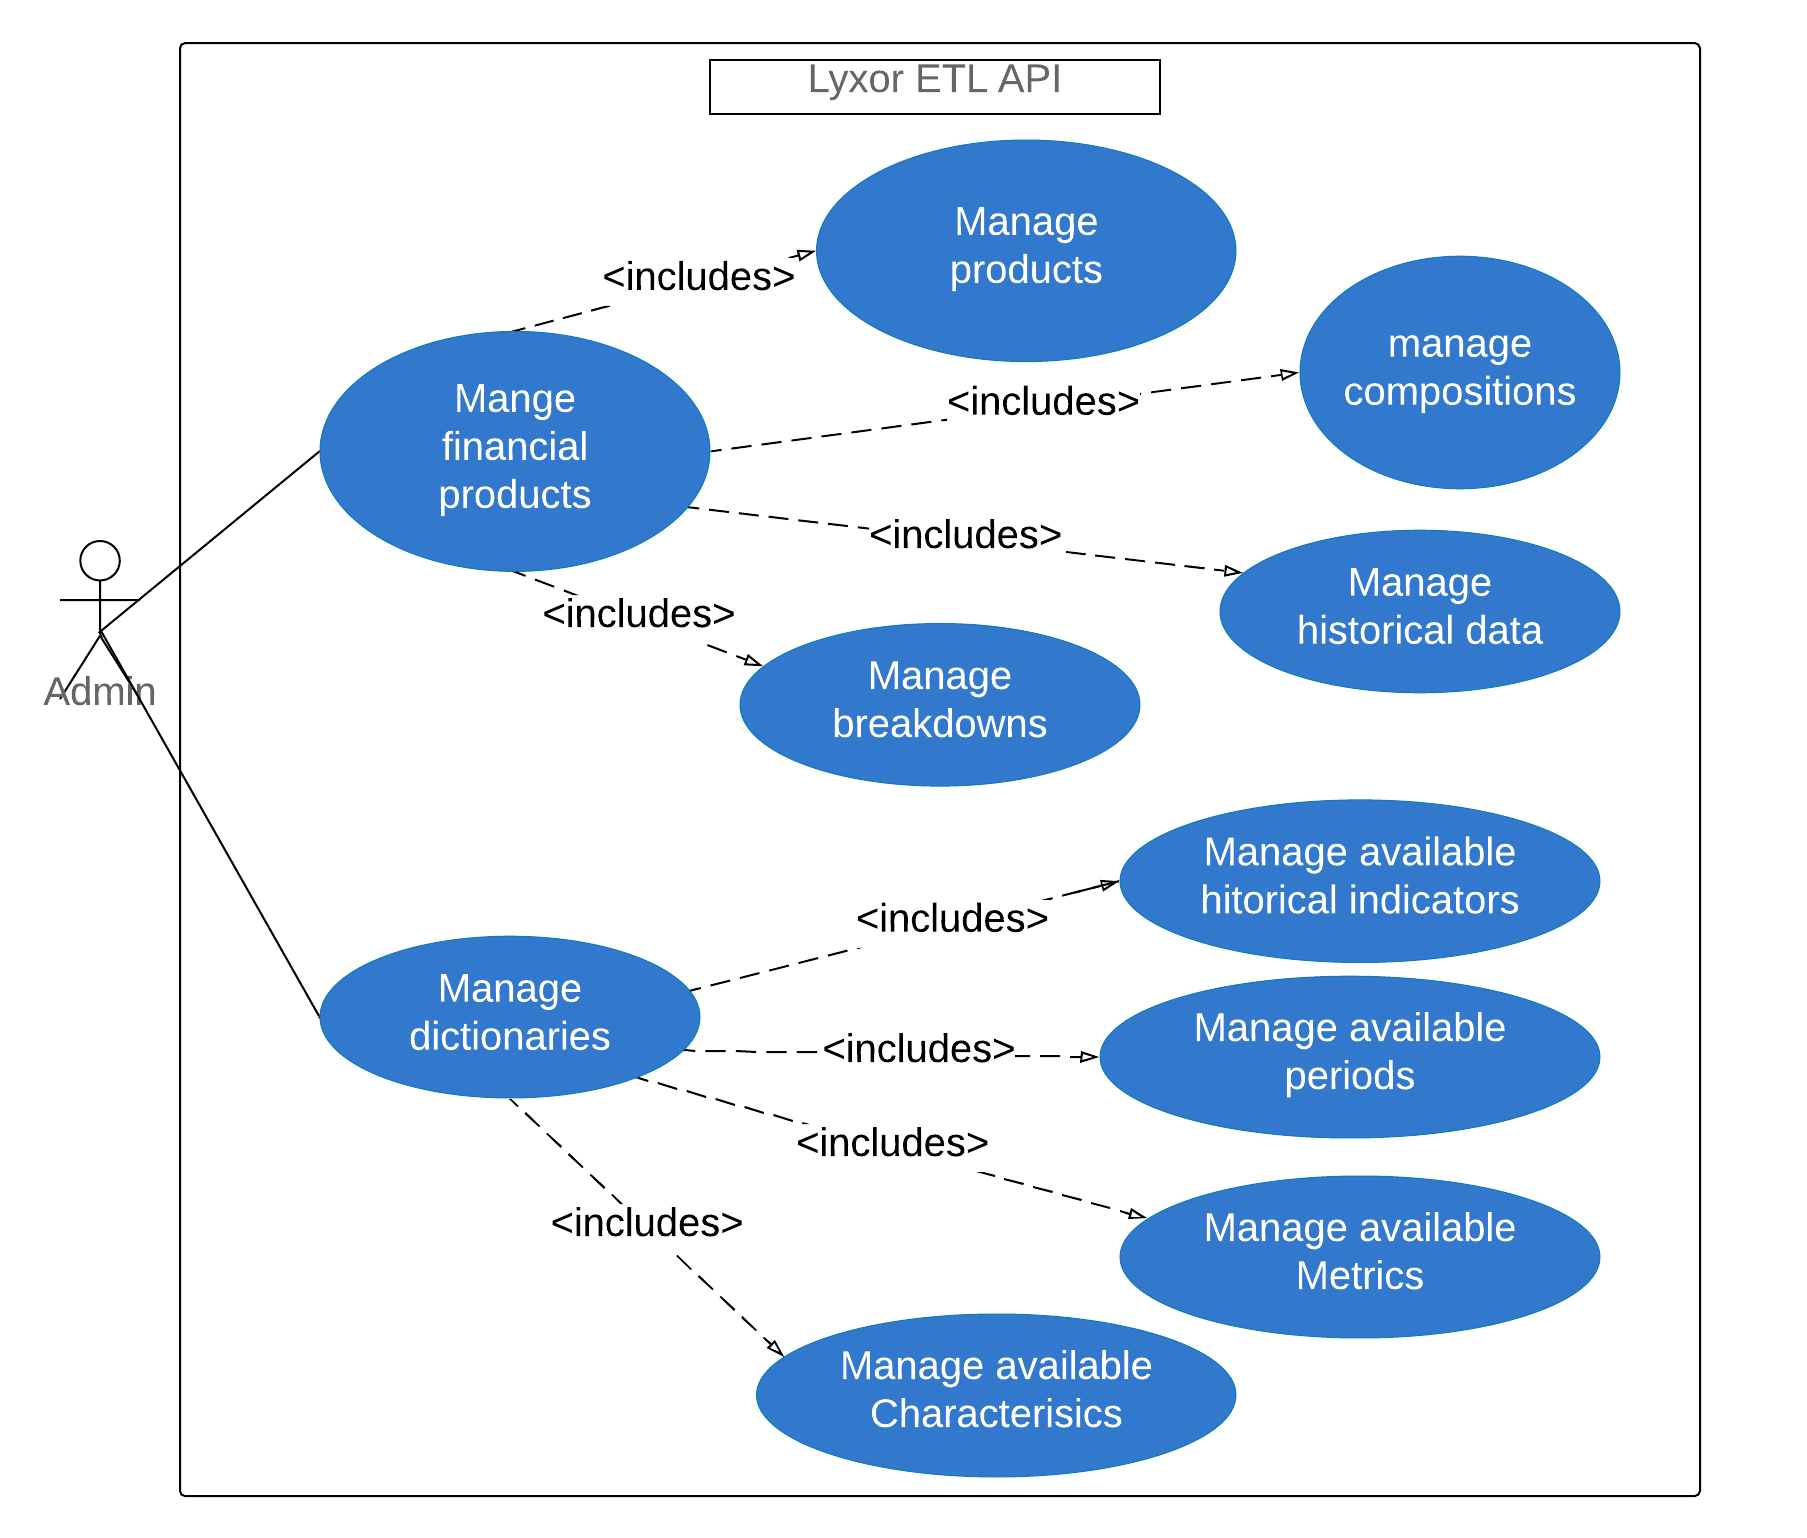 Lyxor ETL API
Manage
products
<includes>
manage
compositions
<includes>
Mange
financial
products
<includes>
Manage
historical data
<includes>
Manage
breakdowns
Admin
Manage available
hitorical indicators
<includes>
Manage
dictionaries
<includes>
Manage available
periods
<includes>
Manage available
Metrics
<includes>
Manage available
Characterisics